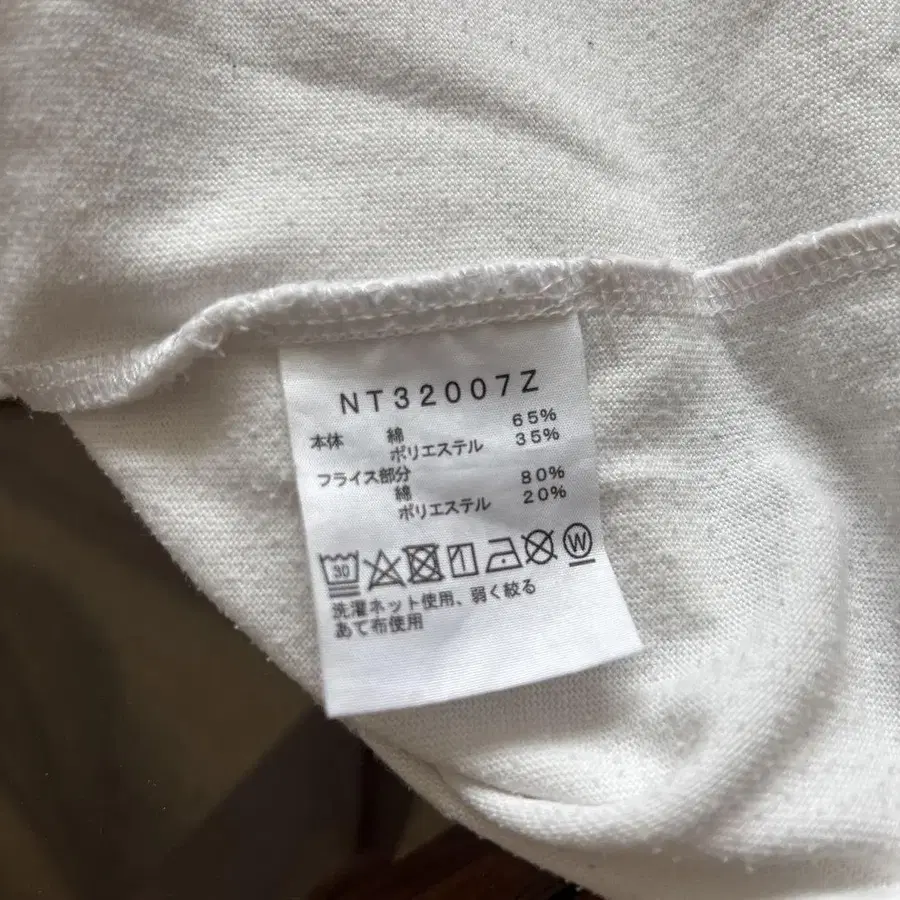 NT32007Z
本体 綿 65%
ポリエステル 35%
フライス部分
綿 80%
ポリエステル 20%
30 W
洗濯ネット使用、弱く絞る
あて布使用